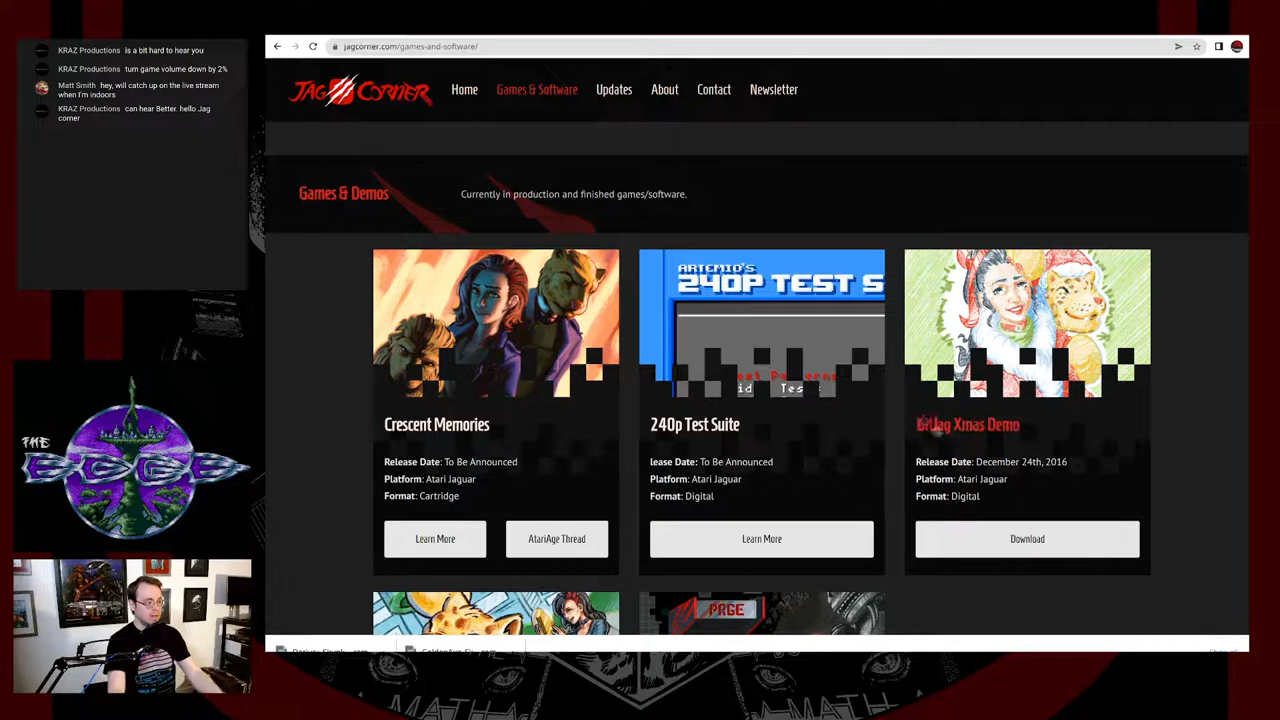 KRAZ Productions is a bit hard to hear you
KRAZ Productions turn game volume down by 2%
Matt Smith hey, will catch up on the live stream
when I'm indoors
KRAZ Productions can hear Better. hello Jag
corner
jagcorner.com/games-and-software/
JAG CORNER
Home Games & Software Updates About Contact Newsletter
Games & Demos
Currently in production and finished games/software.
ARTEMIO'S
240P TEST S
Crescent Memories
Release Date: To Be Announced
Platform: Atari Jaguar
Format: Cartridge
Learn More
AtariAge Thread
240p Test Suite
lease Date: To Be Announced
Platform: Atari Jaguar
Format: Digital
Learn More
Xmas Demo
Release Date: December 24th, 2016
Platform: Atari Jaguar
Format: Digital
Download
PRGE
THE
EDGE